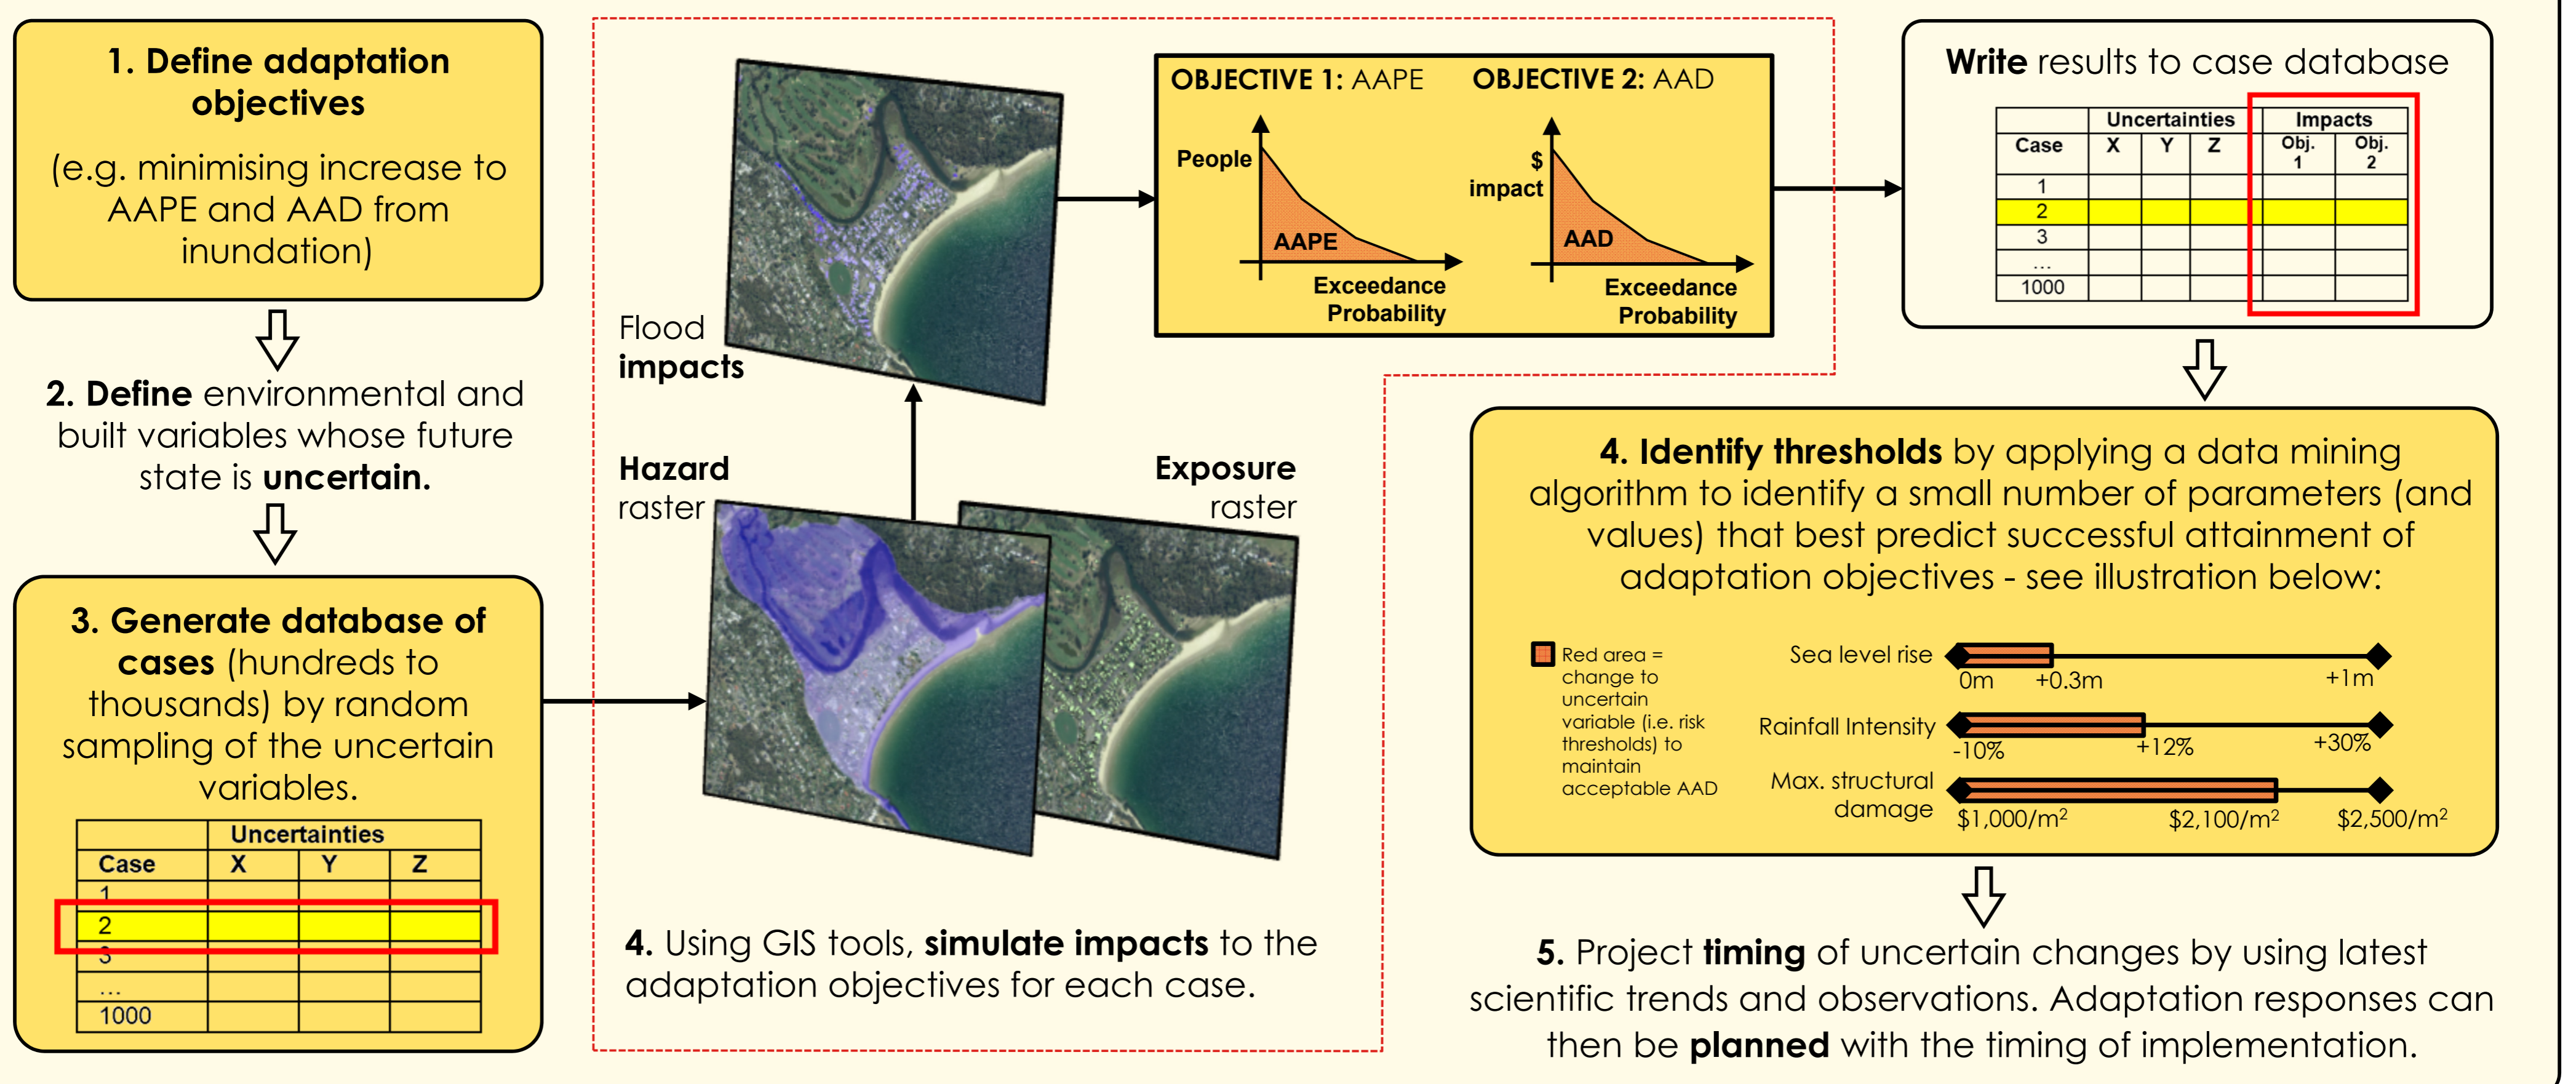 1. Define adaptation
objectives
(e.g. minimising increase to
AAPE and AAD from
inundation)
2. Define environmental and
built variables whose future
state is uncertain.
3. Generate database of
cases (hundreds to
thousands) by random
sampling of the uncertain
variables.
Uncertainties
Case X Y Z
1
2
3
...
1000
Flood
impacts
Hazard
raster
Exposure
raster
4. Using GIS tools, simulate impacts to the
adaptation objectives for each case.
OBJECTIVE 1: AAPE
People
AAPE
Exceedance
Probability
OBJECTIVE 2: AAD
$
impact
AAD
Exceedance
Probability
Write results to case database
Uncertainties Impacts
Case X Y Z Obj. 1 Obj. 2
1
2
3
...
1000
4. Identify thresholds by applying a data mining
algorithm to identify a small number of parameters (and
values) that best predict successful attainment of
adaptation objectives - see illustration below:
Red area =
change to
uncertain
variable (i.e. risk
thresholds) to
maintain
acceptable AAD
Sea level rise
0m +0.3m +1m
Rainfall Intensity
-10% +12% +30%
Max. structural
damage
$1,000/m² $2,100/m² $2,500/m²
5. Project timing of uncertain changes by using latest
scientific trends and observations. Adaptation responses can
then be planned with the timing of implementation.